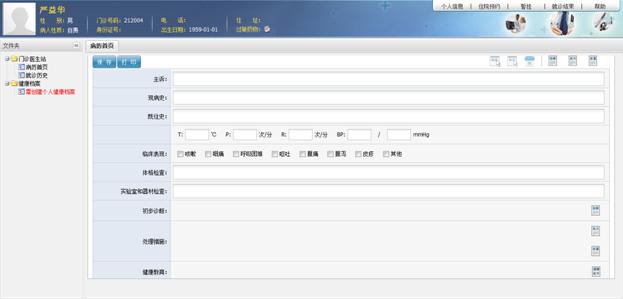 严益华
性 别：男 门诊号码：212004 电 话： 住 址：
病人性质：自费 身份证号： 出生日期：1959-01-01 过敏药物：
个人信息 | 住院预约 | 暂挂 | 就诊结束 | 帮助
文件夹
病历首页
门诊医生站
病历首页
就诊历史
健康档案
需创建个人健康档案
保 存 打 印
主诉：
现病史：
既往史：
T: ℃ P: 次/分 R: 次/分 BP: / mmHg
临床表现： 咳嗽 咽痛 呼吸困难 呕吐 腹痛 腹泻 皮疹 其他
体格检查：
实验室和器材检查：
初步诊断：
处理措施：
健康教育：